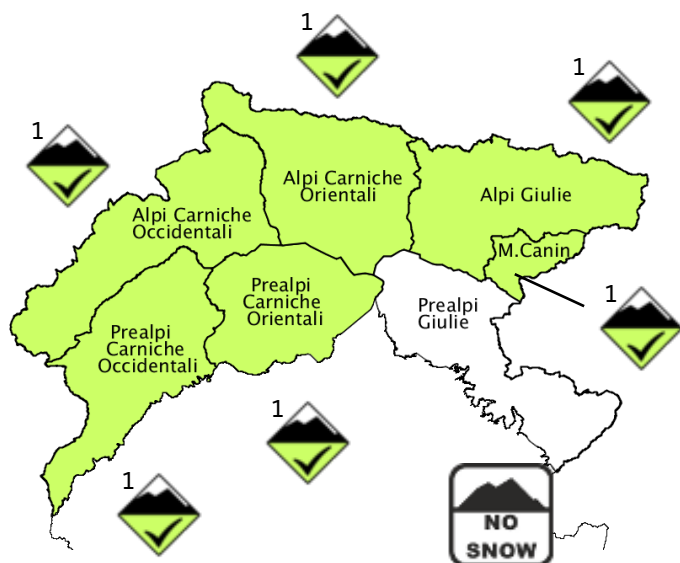 1
1
1
Alpi Carniche
Orientali
Alpi Giulie
Alpi Carniche
Occidentali
M.Canin
Prealpi
Carniche
Orientali
Prealpi
Giulie
1
Prealpi
Carniche
Occidentali
1
1
NO
SNOW